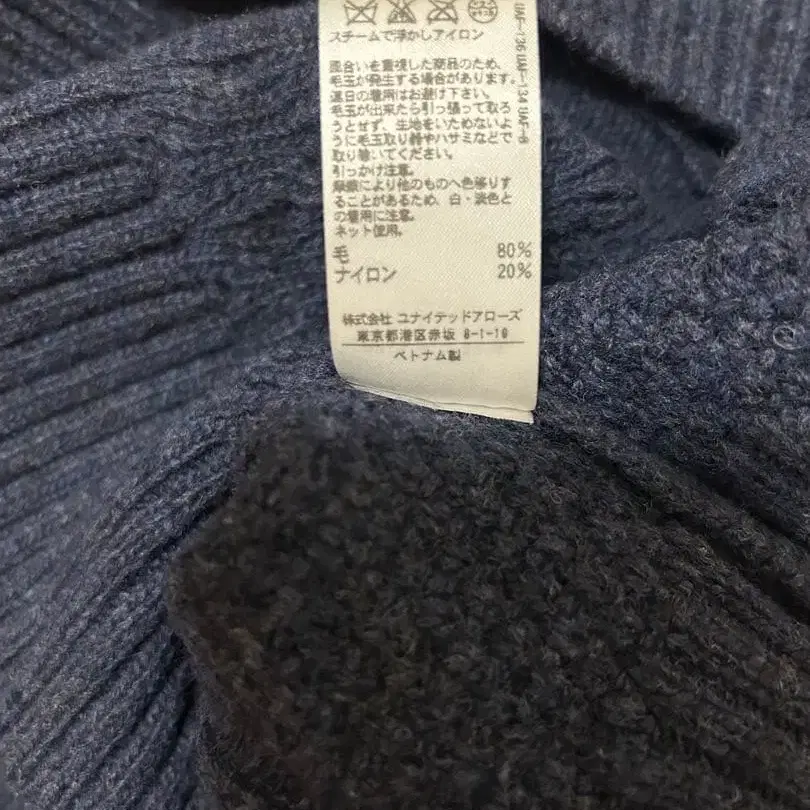 スチームで浮かしアイロン
風合いを重視した商品のため、
毛玉が発生する場合があります。
連日の着用はお避け下さい。
毛玉が出来たら引っ張って取ろ
うとせず、生地をいためないよ
うに毛玉取り器やハサミなどで
取り除いてください。
引っかけ注意。
摩擦により他のものへ色移りす
ることがあるため、白・淡色と
の着用に注意。
ネット使用。
毛 80%
ナイロン 20%
株式会社 ユナイテッドアローズ
東京都港区赤坂 8-1-19
ベトナム製